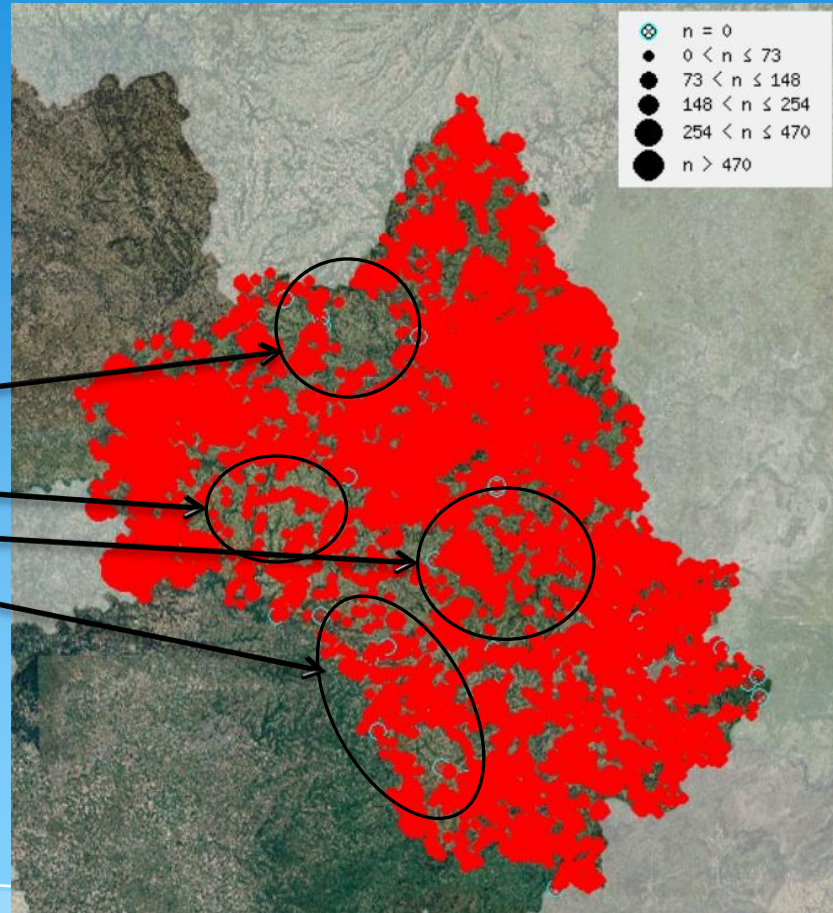 n = 0
0 < n ≤ 73
73 < n ≤ 148
148 < n ≤ 254
254 < n ≤ 470
n > 470